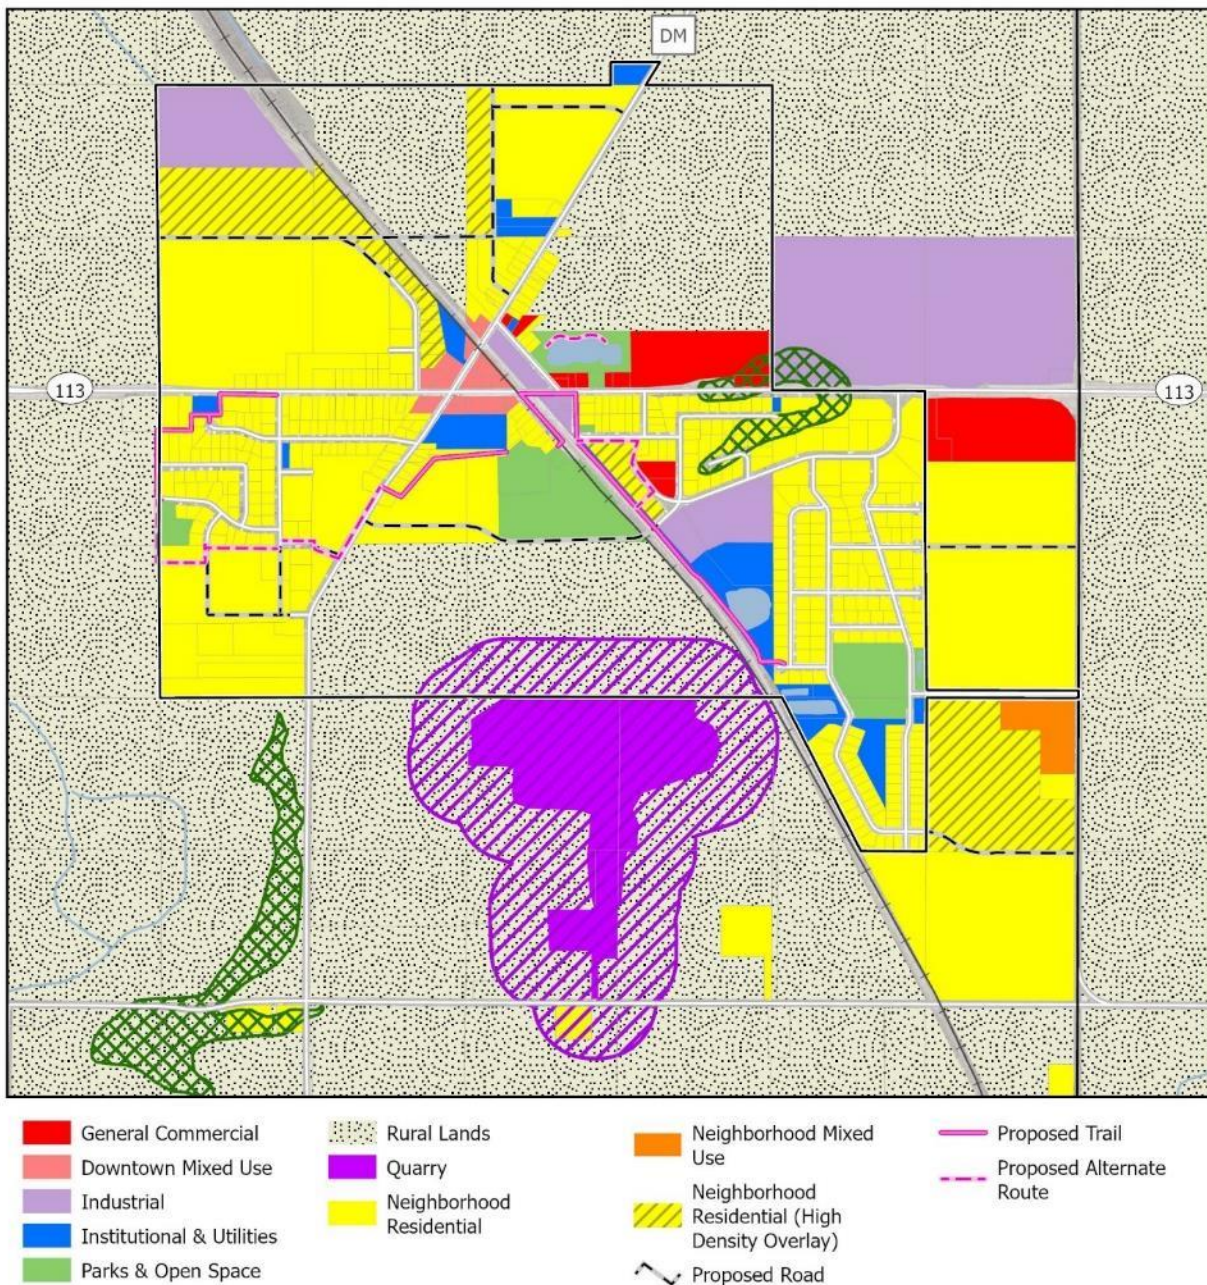 DM
113
113
General Commercial
Downtown Mixed Use
Industrial
Institutional & Utilities
Parks & Open Space
Rural Lands
Quarry
Neighborhood
Residential
Neighborhood Mixed
Use
Neighborhood
Residential (High
Density Overlay)
Proposed Road
Proposed Trail
Proposed Alternate
Route